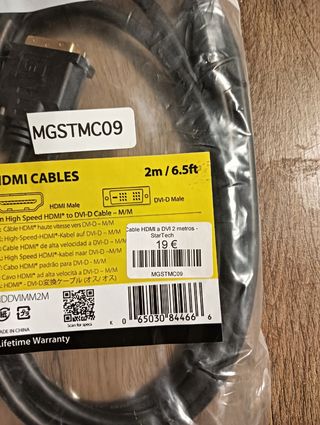 MGSTMC09
HDMI CABLES
2m / 6.5ft
HDMI Male
DVI-D Male
High Speed HDMI® to DVI-D Cable – M/M
Câble HDMI® haute vitesse vers DVI-D – M/M
High-Speed-HDMI®-Kabel auf DVI-D – M/
Cable HDMI® de alta velocidad a DVI-D – M/M
High-Speed HDMI®-kabel naar DVI-D – M/
Cabo HDMI® padrão para DVI-D – M/M
Cavo HDMI® ad alta velocità a DVI-D – M/M
HDMI® - DVI-D変換ケーブル (オス/ オス)
Cable HDMI a DVI 2 metros -
StarTech
19 €
MGSTMC09
HDDVIMM2M
MADE IN CHINA
Scan for specs
0 65030 84466 6
Lifetime Warranty